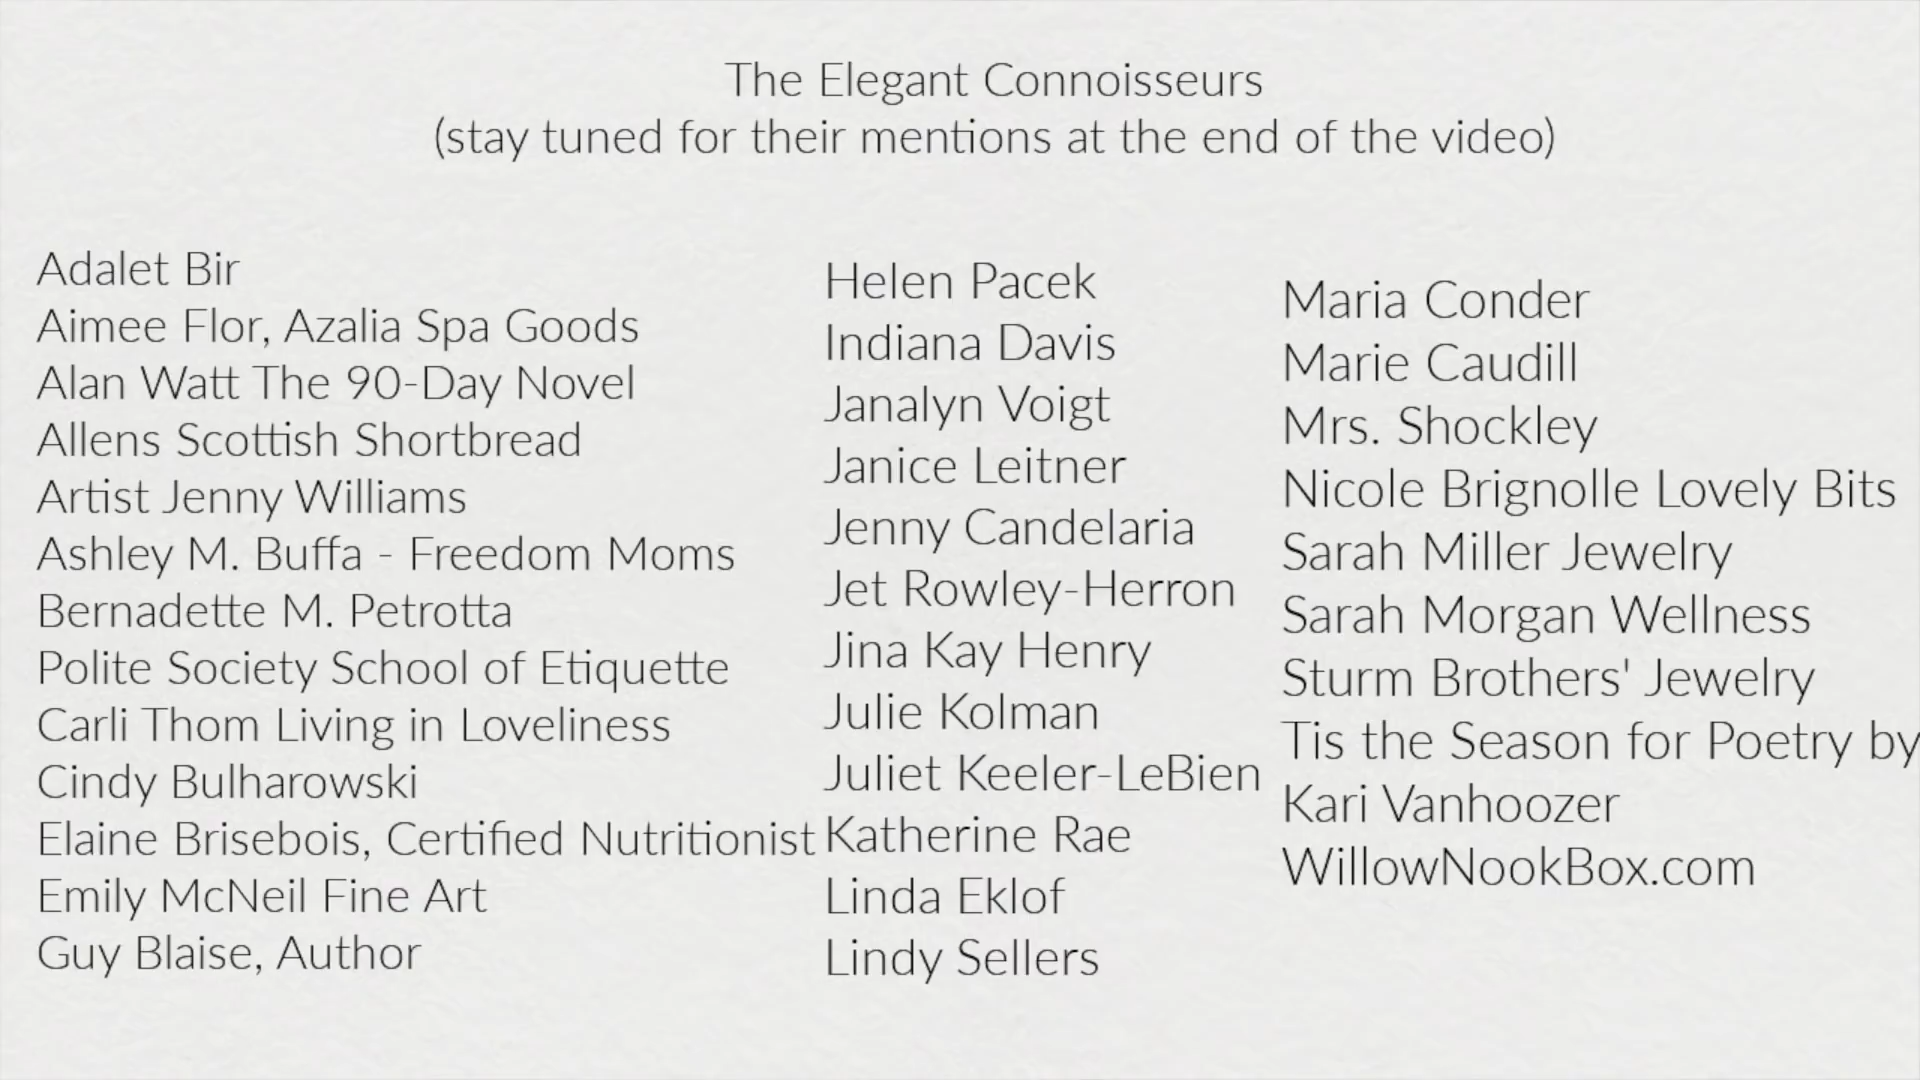 The Elegant Connoisseurs
(stay tuned for their mentions at the end of the video)
Adalet Bir
Aimee Flor, Azalia Spa Goods
Alan Watt The 90-Day Novel
Allens Scottish Shortbread
Artist Jenny Williams
Ashley M. Buffa - Freedom Moms
Bernadette M. Petrotta
Polite Society School of Etiquette
Carli Thom Living in Loveliness
Cindy Bulharowski
Elaine Brisebois, Certified Nutritionist
Emily McNeil Fine Art
Guy Blaise, Author
Helen Pacek
Indiana Davis
Janalyn Voigt
Janice Leitner
Jenny Candelaria
Jet Rowley-Herron
Jina Kay Henry
Julie Kolman
Juliet Keeler-LeBien
Katherine Rae
Linda Eklof
Lindy Sellers
Maria Conder
Marie Caudill
Mrs. Shockley
Nicole Brignolle Lovely Bits
Sarah Miller Jewelry
Sarah Morgan Wellness
Sturm Brothers' Jewelry
Tis the Season for Poetry by
Kari Vanhoozer
WillowNookBox.com